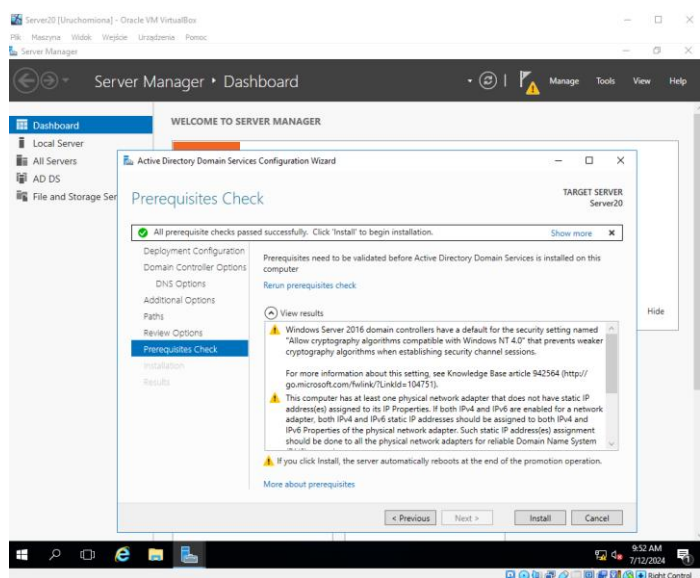 Server20 [Uruchomiona] - Oracle VM VirtualBox
Plik Maszyna Widok Wejście Urządzenia Pomoc
Server Manager
Server Manager ‣ Dashboard
Manage Tools View Help
Dashboard
Local Server
All Servers
AD DS
File and Storage Ser
WELCOME TO SERVER MANAGER
Active Directory Domain Services Configuration Wizard
Prerequisites Check
TARGET SERVER
Server20
All prerequisite checks passed successfully. Click 'Install' to begin installation.
Show more
Deployment Configuration
Domain Controller Options
DNS Options
Additional Options
Paths
Review Options
Prerequisites Check
Installation
Results
Prerequisites need to be validated before Active Directory Domain Services is installed on this
computer
Rerun prerequisites check
View results
Windows Server 2016 domain controllers have a default for the security setting named
"Allow cryptography algorithms compatible with Windows NT 4.0" that prevents weaker
cryptography algorithms when establishing security channel sessions.
For more information about this setting, see Knowledge Base article 942564 (http://
go.microsoft.com/fwlink/?LinkId=104751).
This computer has at least one physical network adapter that does not have static IP
address(es) assigned to its IP Properties. If both IPv4 and IPv6 are enabled for a network
adapter, both IPv4 and IPv6 static IP addresses should be assigned to both IPv4 and
IPv6 Properties of the physical network adapter. Such static IP address(es) assignment
should be done to all the physical network adapters for reliable Domain Name System
If you click Install, the server automatically reboots at the end of the promotion operation.
More about prerequisites
Hide
< Previous
Next >
Install
Cancel
9:52 AM
7/12/2024
Right Control